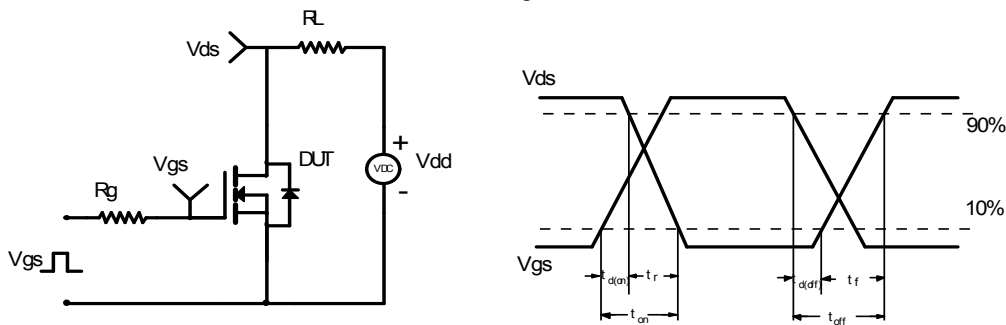 RL
Vds
Vgs
DUT
+
VDC
Vdd
-
Rg
Vgs
Vds
90%
10%
Vgs
td(on)
tr
td(off)
tf
ton
toff